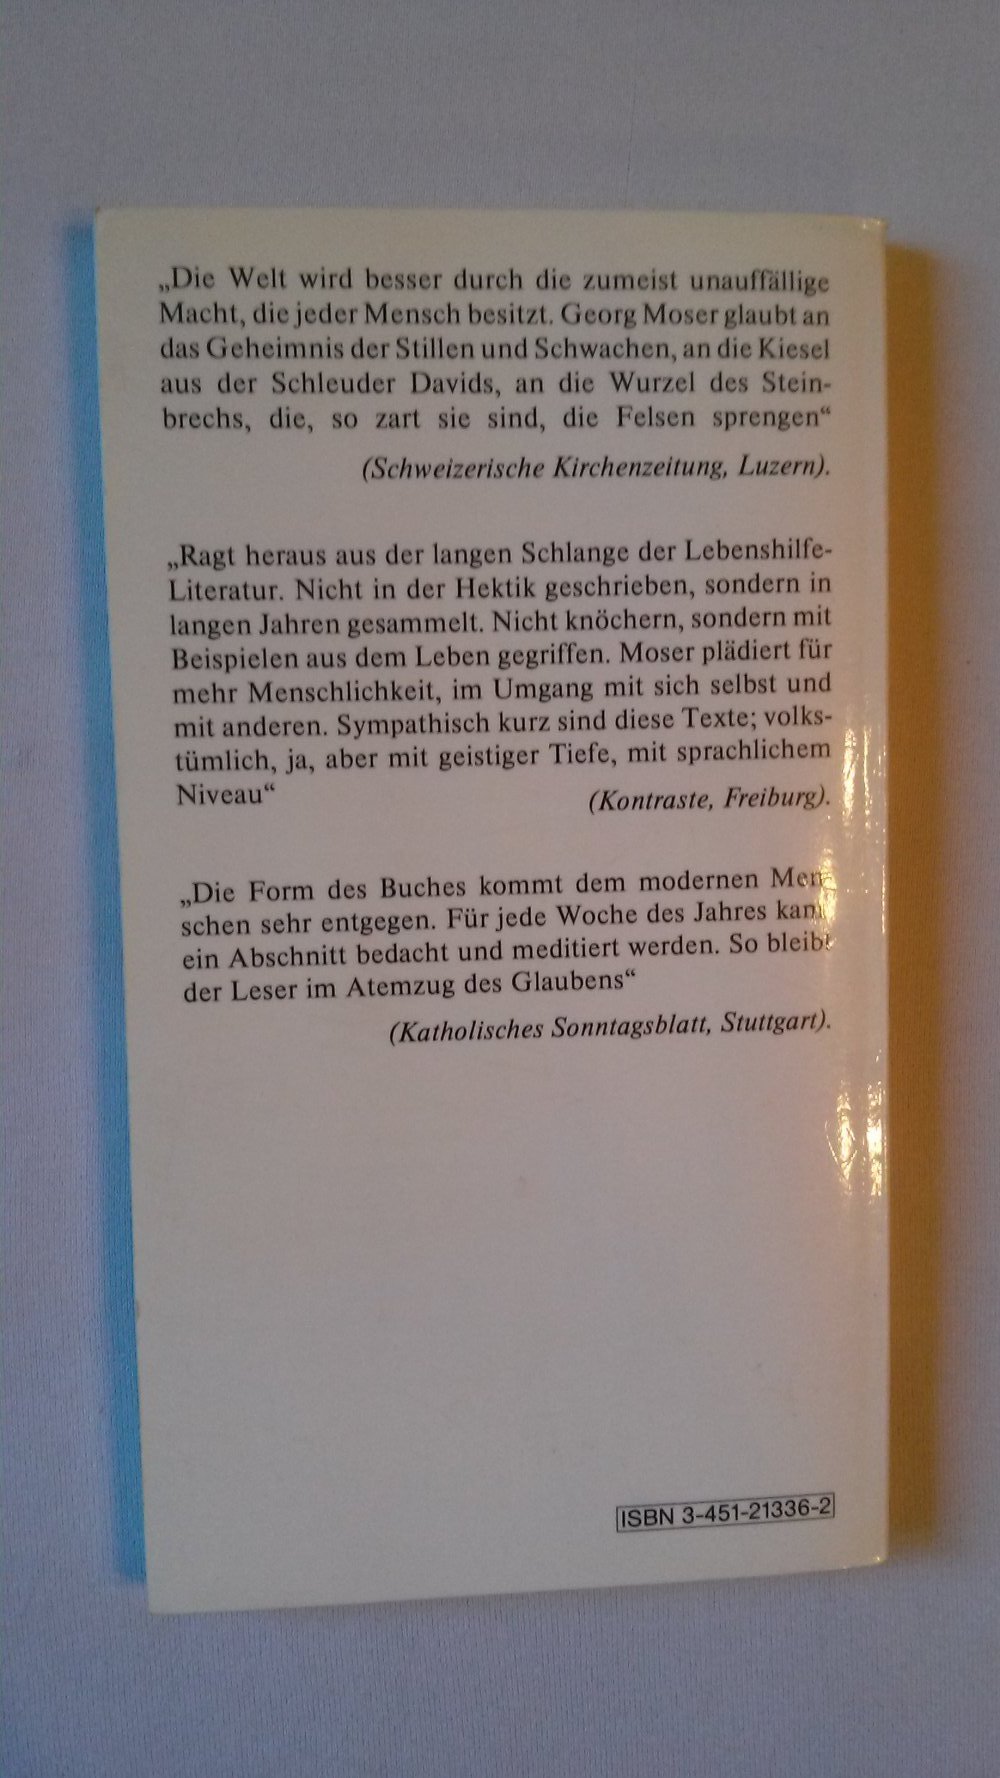 „Die Welt wird besser durch die zumeist unauffällige
Macht, die jeder Mensch besitzt. Georg Moser glaubt an
das Geheimnis der Stillen und Schwachen, an die Kiesel
aus der Schleuder Davids, an die Wurzel des Stein-
brechs, die, so zart sie sind, die Felsen sprengen“
(Schweizerische Kirchenzeitung, Luzern).
„Ragt heraus aus der langen Schlange der Lebenshilfe-
Literatur. Nicht in der Hektik geschrieben, sondern in
langen Jahren gesammelt. Nicht knöchern, sondern mit
Beispielen aus dem Leben gegriffen. Moser plädiert für
mehr Menschlichkeit, im Umgang mit sich selbst und
mit anderen. Sympathisch kurz sind diese Texte; volks-
tümlich, ja, aber mit geistiger Tiefe, mit sprachlichem
Niveau“ (Kontraste, Freiburg).
„Die Form des Buches kommt dem modernen Men-
schen sehr entgegen. Für jede Woche des Jahres kann
ein Abschnitt bedacht und meditiert werden. So bleibt
der Leser im Atemzug des Glaubens“
(Katholisches Sonntagsblatt, Stuttgart).
ISBN 3-451-21336-2